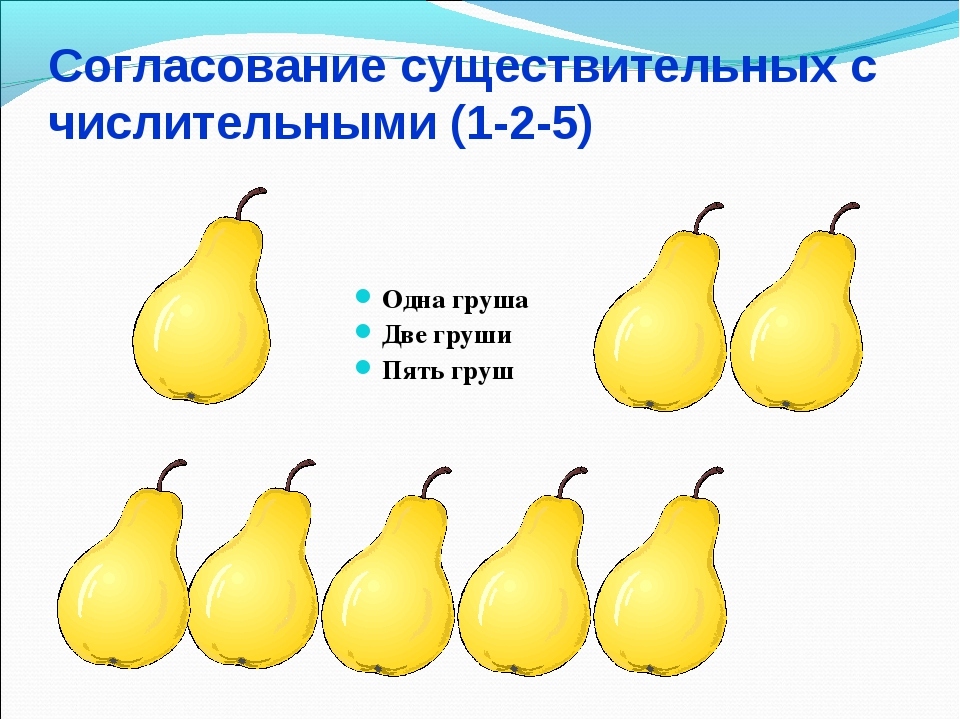 Согласование существительных с
числительными (1-2-5)
Одна груша
Две груши
Пять груш